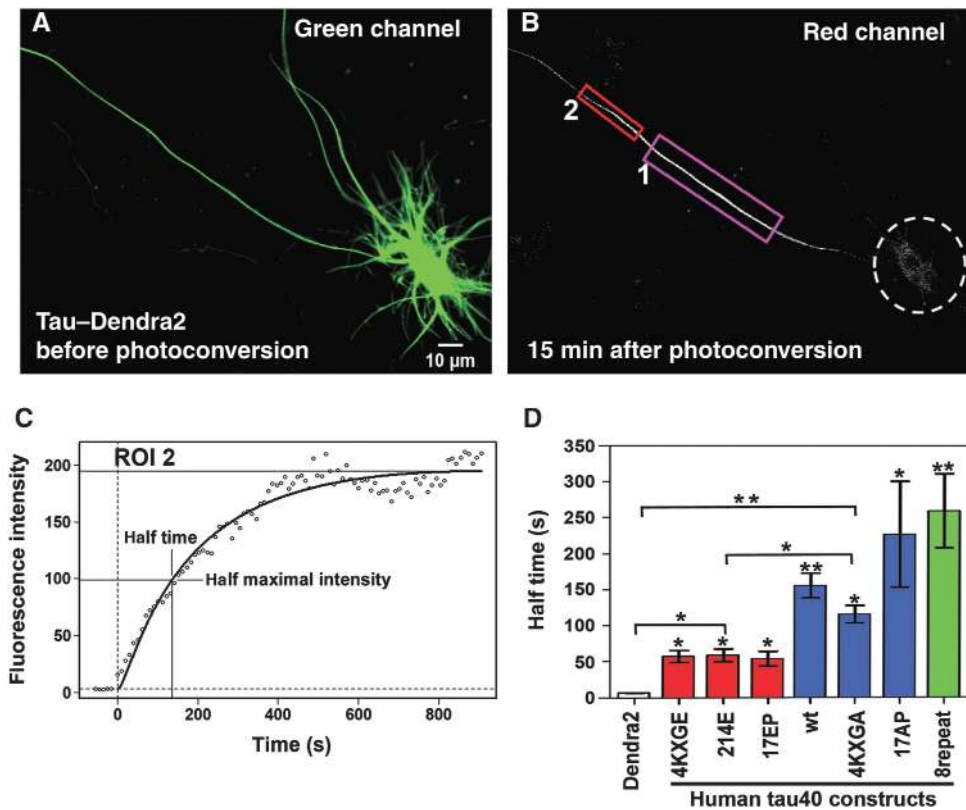 A
Green channel
Tau–Dendra2
before photoconversion
10 µm
B
Red channel
2
1
15 min after photoconversion
C
ROI 2
Fluorescence intensity
200
150
100
50
0
Half time
Half maximal intensity
0 200 400 600 800
Time (s)
D
Half time (s)
350
300
250
200
150
100
50
0
** 
*
*
* * * ** * * **
Dendra2
4KXGE
214E
17EP
wt
4KXGA
17AP
8repeat
Human tau40 constructs